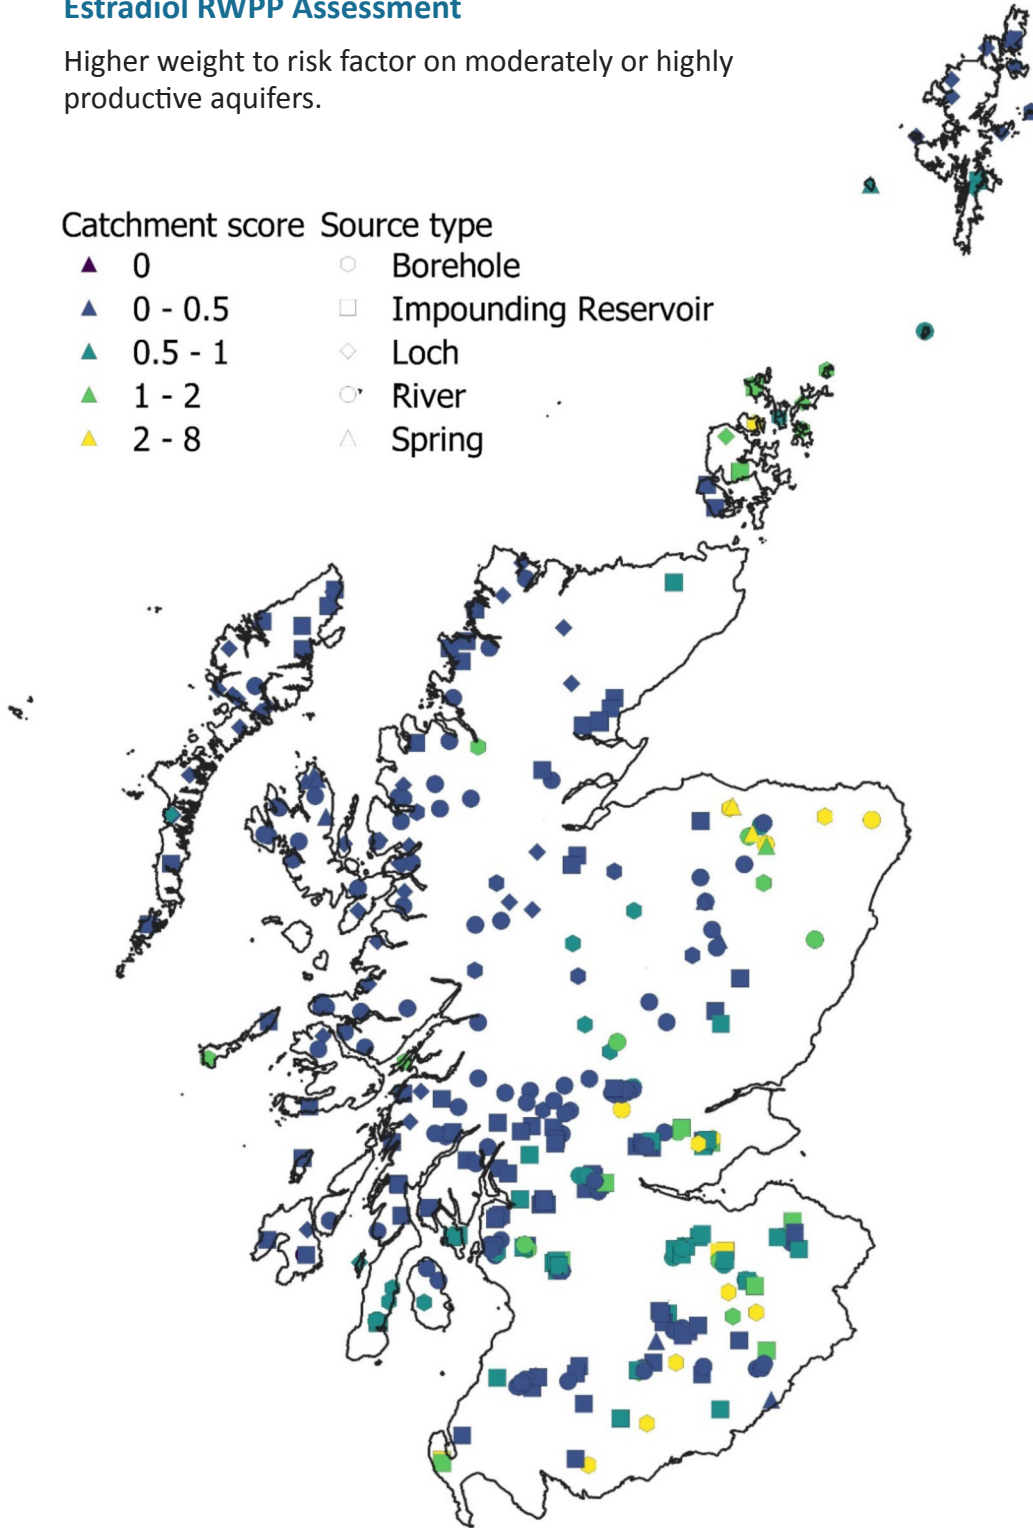 Estradiol RWPP Assessment
Higher weight to risk factor on moderately or highly
productive aquifers.
Catchment score Source type
0 Borehole
0 - 0.5 Impounding Reservoir
0.5 - 1 Loch
1 - 2 River
2 - 8 Spring